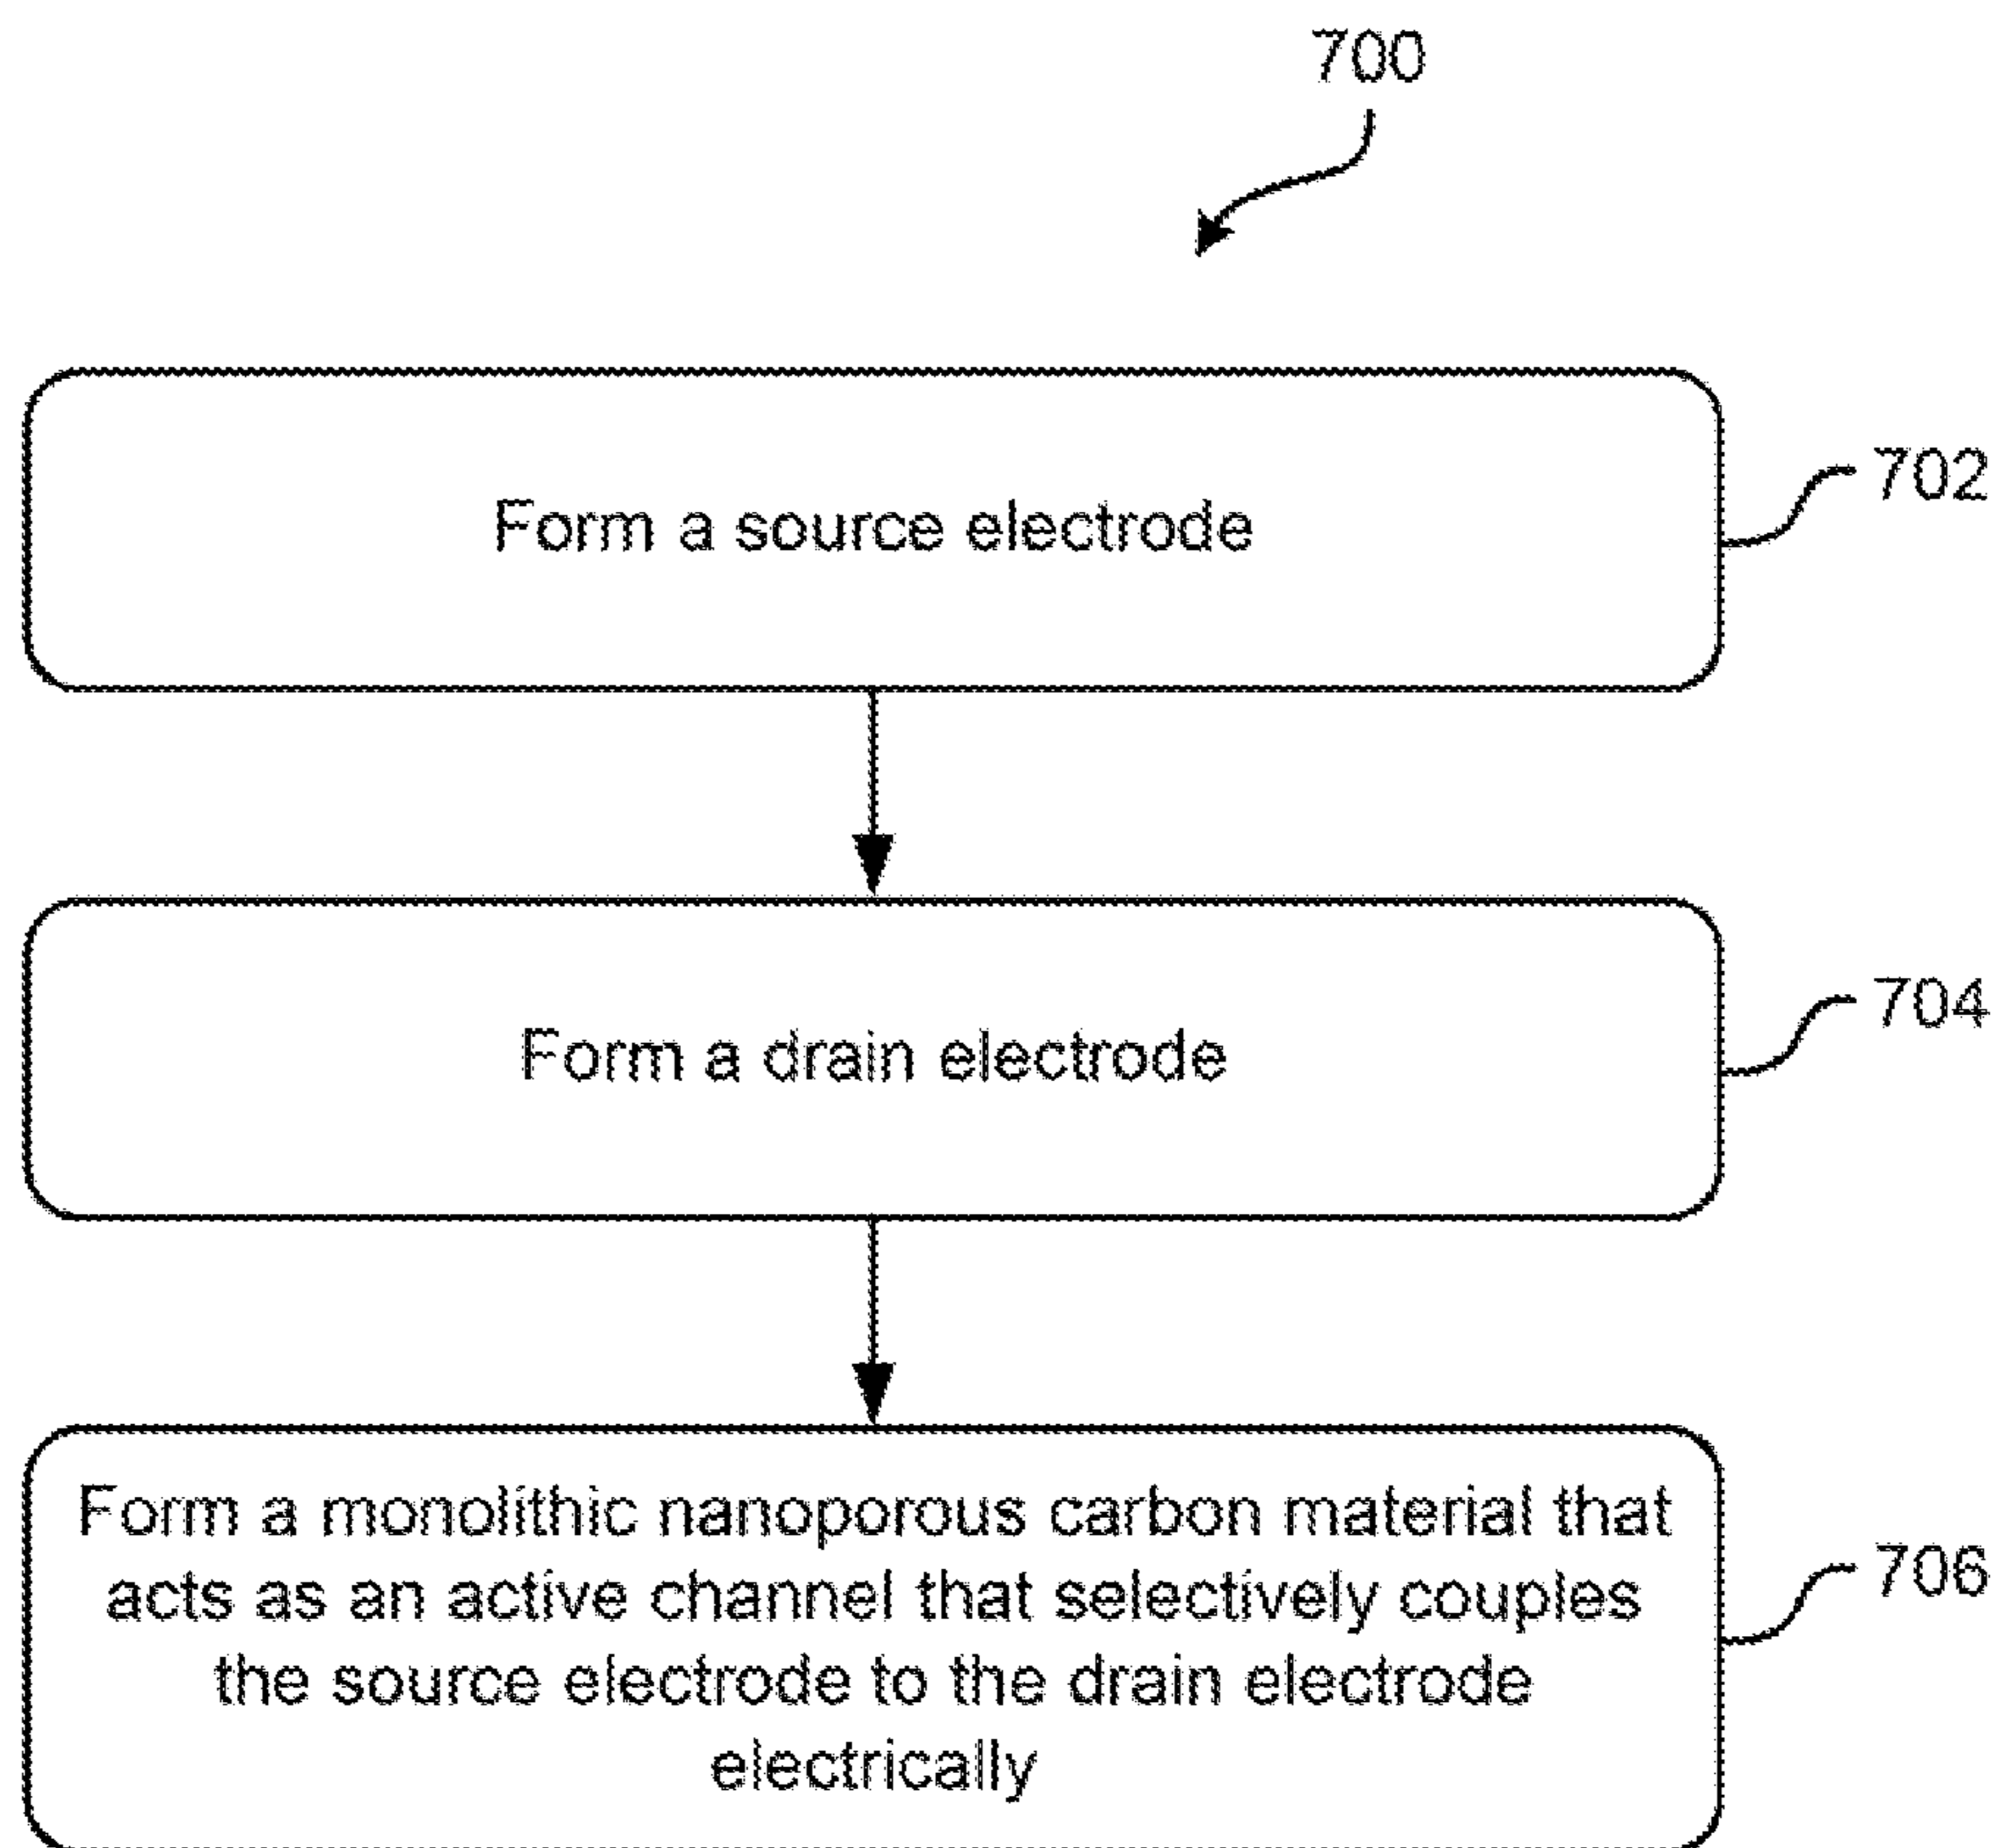 700
Form a source electrode
702
Form a drain electrode
704
Form a monolithic nanoporous carbon material that
acts as an active channel that selectively couples
the source electrode to the drain electrode
electrically
706